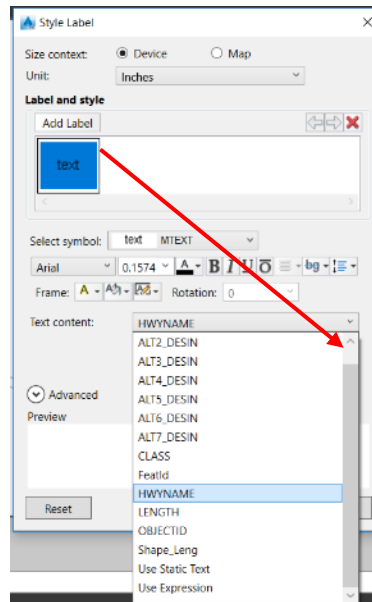 Style Label
Size context: Device Map
Unit: Inches
Label and style
Add Label
text
Select symbol: text MTEXT
Arial 0.1574 A B I U O bg
Frame: A Rotation: 0
Text content: HWYNAME
ALT2_DESIN
ALT3_DESIN
ALT4_DESIN
Advanced
ALT5_DESIN
Preview
ALT6_DESIN
ALT7_DESIN
CLASS
FeatId
HWYNAME
Reset
LENGTH
OBJECTID
Shape_Leng
Use Static Text
Use Expression